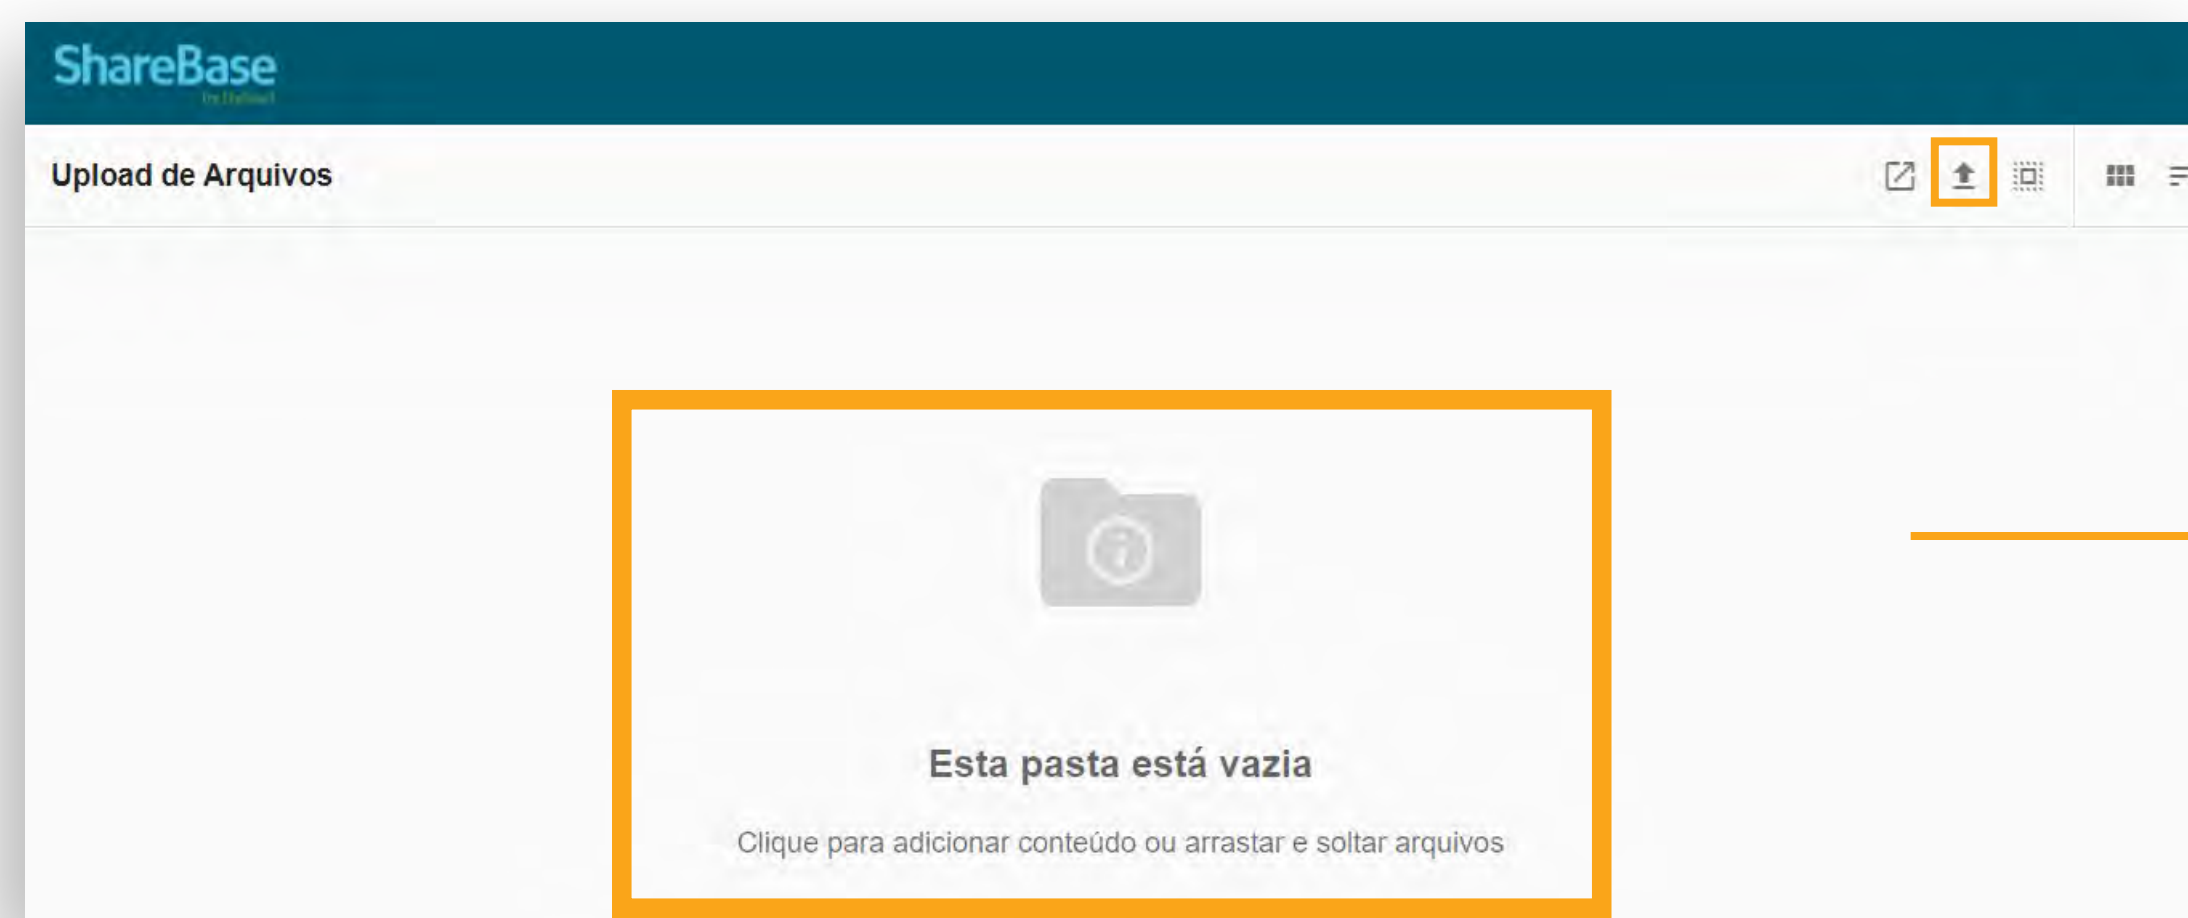 ShareBase
Upload de Arquivos
Esta pasta está vazia
Clique para adicionar conteúdo ou arrastar e soltar arquivos